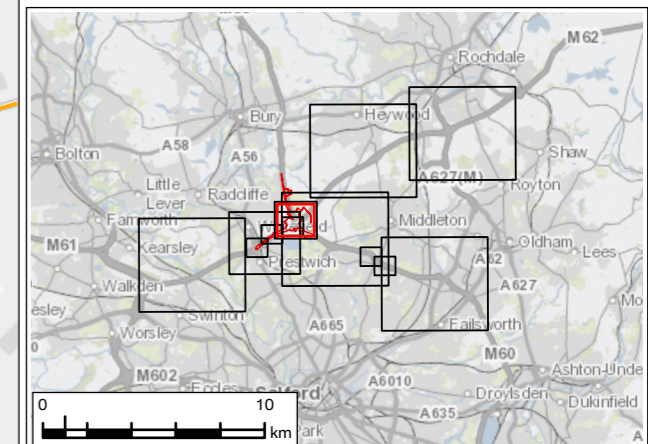 M 62
Rochdale
Bury
Heywood
Bolton
A58
A56
Shaw
A627(M)
Royton
Little
Lever
Radcliffe
Farnworth
Middleton
Oldham
M61
Kearsley
Prestwich
A62
Lees
Walkden
A627
Swinton
esley
Worsley
A665
Failsworth
M60
M602
Eccles
Salford
A6010
Ashton-Unde
Droylsden
Dukinfield
A635
Park
0
10
km